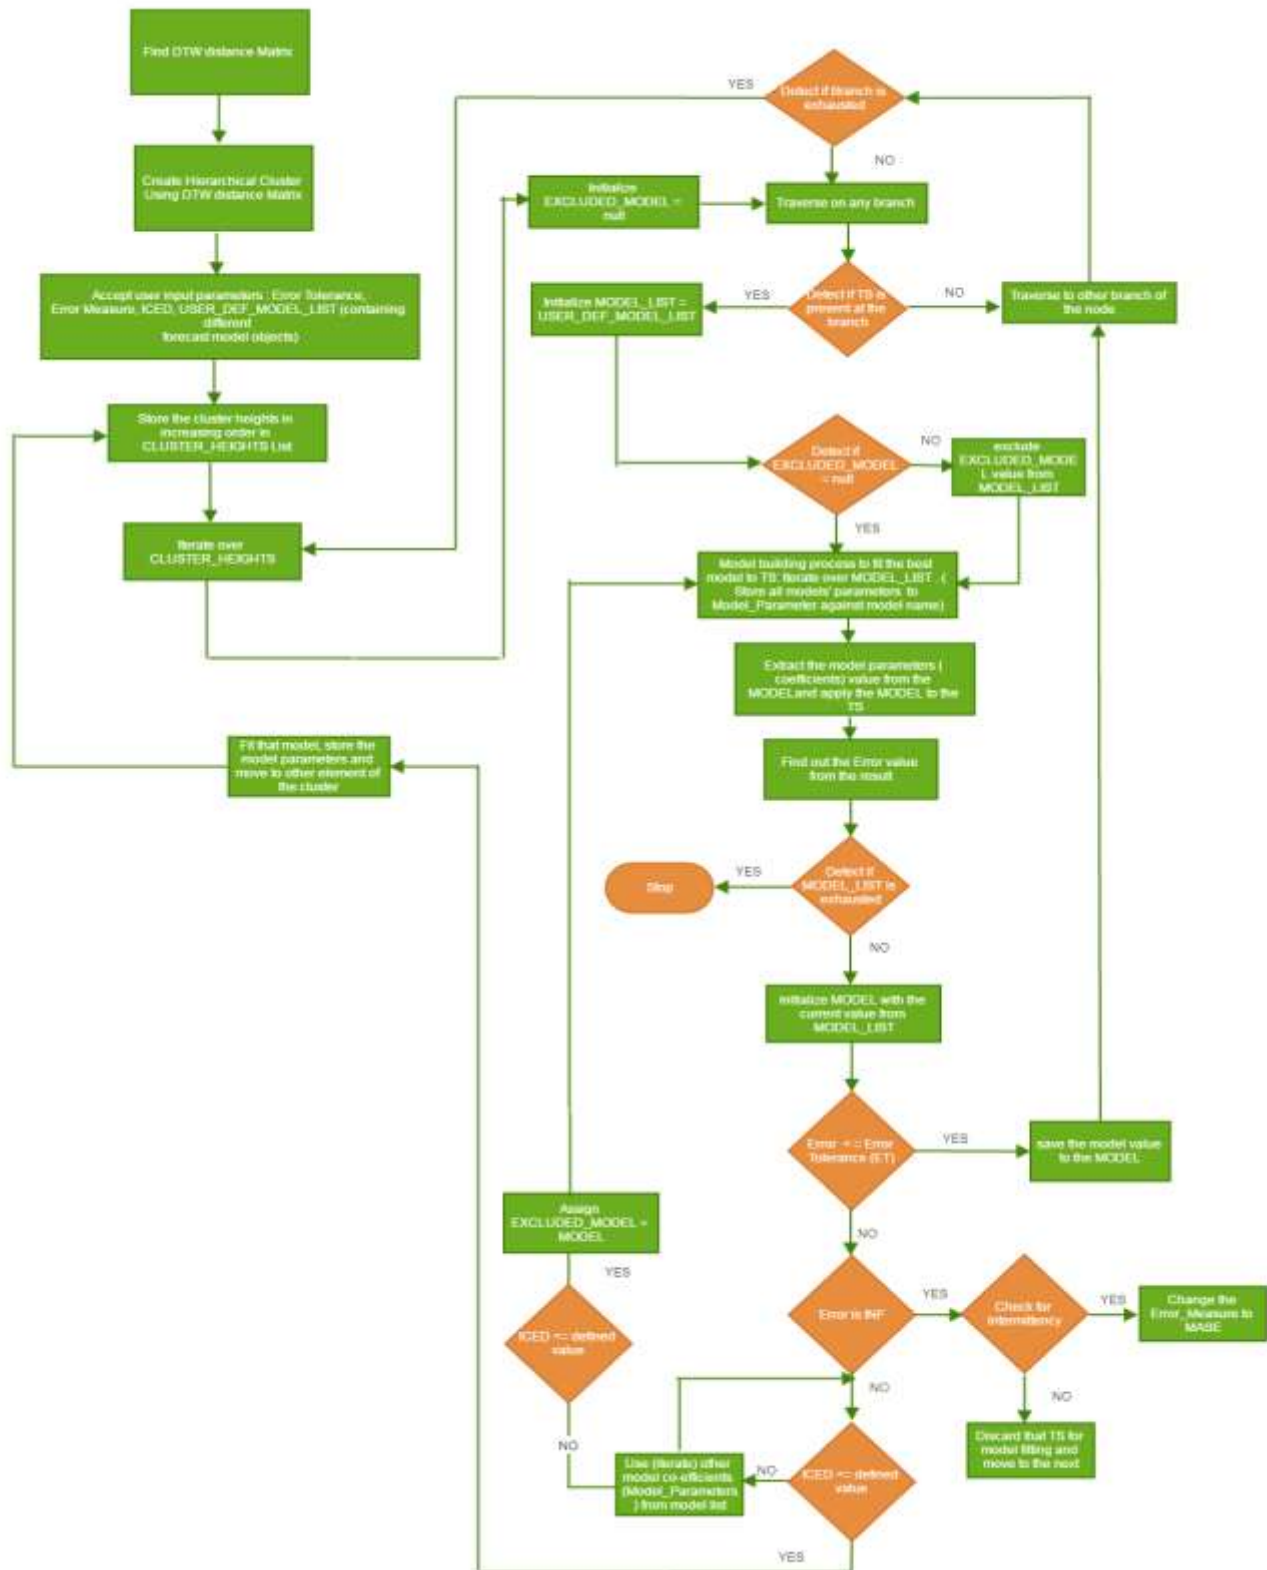 Find DTW distance Matrix
Create Hierarchical Cluster
Using DTW distance Matrix
Accept user input parameters : Error Tolerance,
Error Measure, ICED, USER_DEF_MODEL_LIST (containing
different
forecast model objects)
Store the cluster heights in
increasing order in
CLUSTER_HEIGHTS List
Iterate over
CLUSTER_HEIGHTS
Detect if Branch is
exhausted
YES
NO
Initialize
EXCLUDED_MODEL =
null
Traverse on any branch
Initialize MODEL_LIST =
USER_DEF_MODEL_LIST
YES
Detect if TS is
present at the
branch
NO
Traverse to other branch of
the node
Detect if
EXCLUDED_MODEL
= null
NO
exclude
EXCLUDED_MODE
L value from
MODEL_LIST
YES
Model building process to fit the best
model to TS: Iterate over MODEL_LIST . (
Store all models' parameters to
Model_Parameter against model name)
Extract the model parameters (
coefficients) value from the
MODELand apply the MODEL to the
TS
Fit that model, store the
model parameters and
move to other element of
the cluster
Find out the Error value
from the result
Stop
YES
Detect if
MODEL_LIST is
exhausted
NO
Initialize MODEL with the
current value from
MODEL_LIST
Error < = Error
Tolerance (ET)
YES
save the model value
to the MODEL
NO
Assign
EXCLUDED_MODEL =
MODEL
YES
ICED <= defined
value
NO
Error is INF
YES
Check for
Intermittency
YES
Change the
Error_Measure to
MASE
NO
NO
Discard that TS for
model fitting and
move to the next
Use (iterate) other
model co-efficients
(Model_Parameters
) from model list
NO
ICED <= defined
value
YES